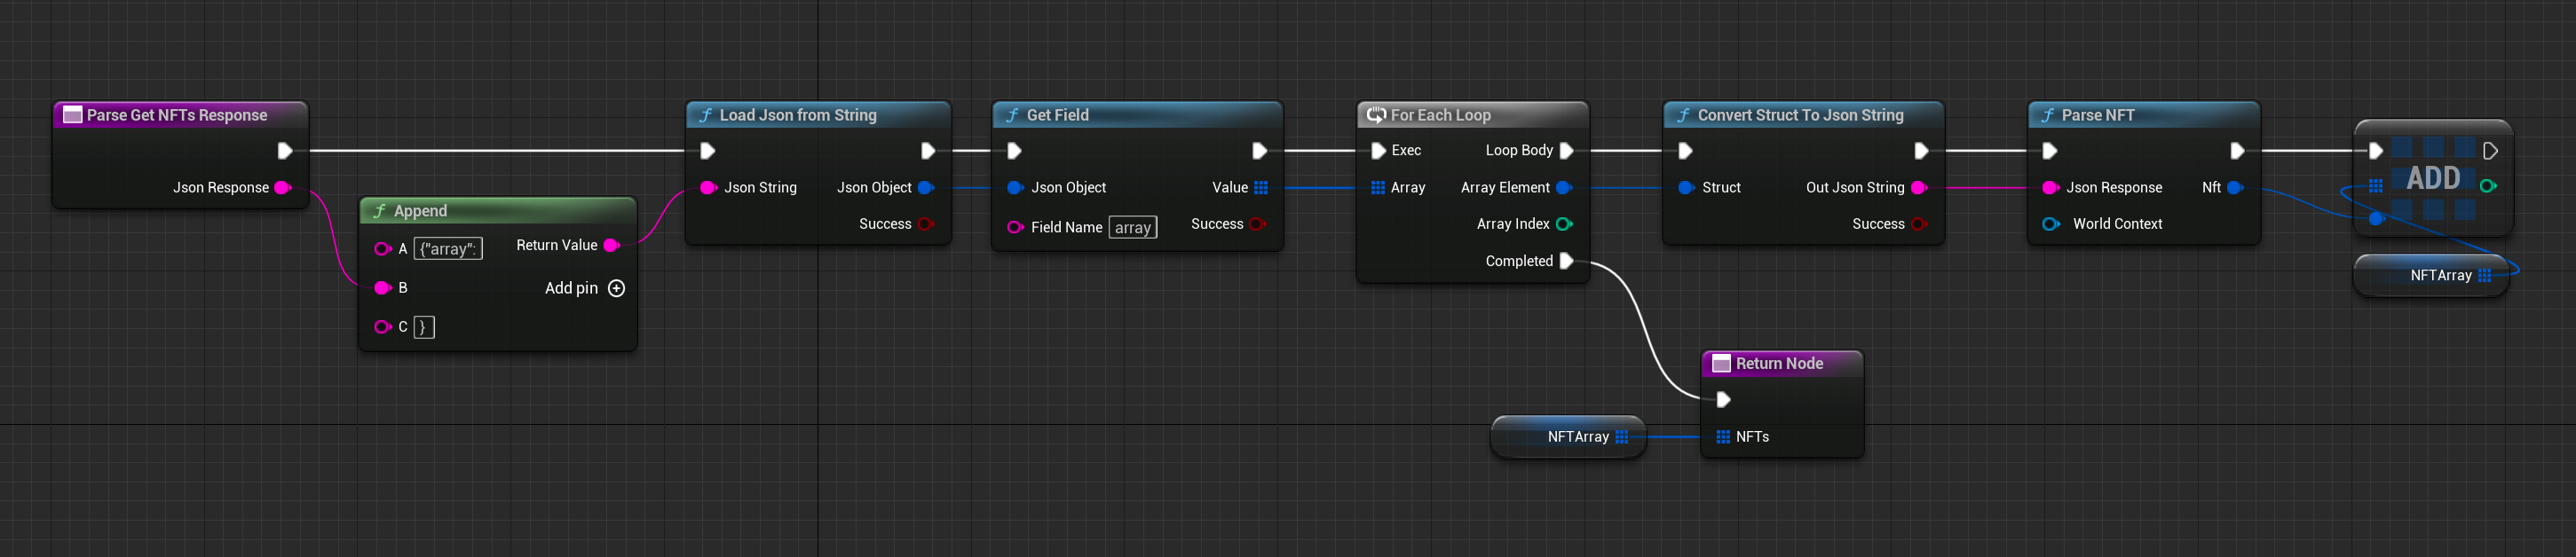 Parse Get NFTs Response
Json Response
Append
A {"array":
Return Value
B
Add pin
C }
Load Json from String
Json String
Json Object
Success
Get Field
Json Object
Value
Field Name array
Success
For Each Loop
Exec
Loop Body
Array
Array Element
Array Index
Completed
Convert Struct To Json String
Struct
Out Json String
Success
Parse NFT
Json Response
Nft
World Context
ADD
NFTArray
Return Node
NFTArray
NFTs